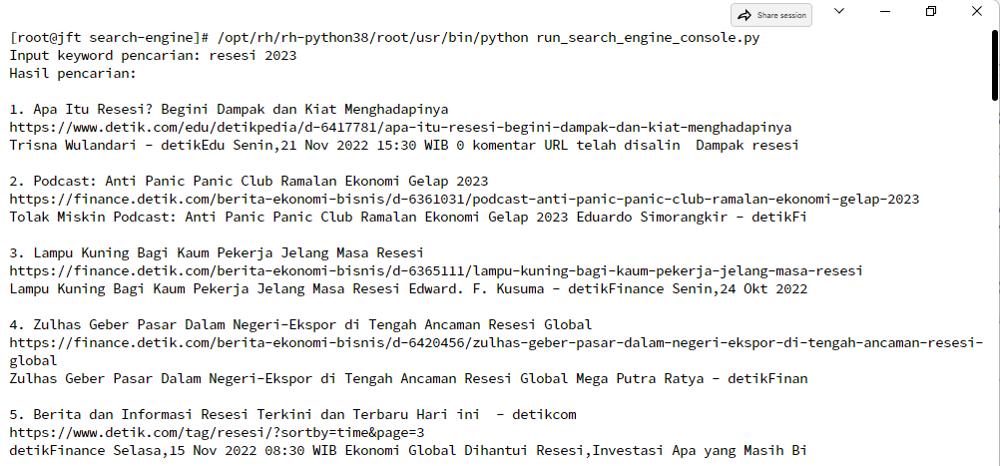 Share session
[root@jft search-engine]# /opt/rh/rh-python38/root/usr/bin/python run_search_engine_console.py
Input keyword pencarian: resesi 2023
Hasil pencarian:
1. Apa Itu Resesi? Begini Dampak dan Kiat Menghadapinya
https://www.detik.com/edu/detikpedia/d-6417781/apa-itu-resesi-begini-dampak-dan-kiat-menghadapinya
Trisna Wulandari - detikEdu Senin,21 Nov 2022 15:30 WIB 0 komentar URL telah disalin  Dampak resesi
2. Podcast: Anti Panic Panic Club Ramalan Ekonomi Gelap 2023
https://finance.detik.com/berita-ekonomi-bisnis/d-6361031/podcast-anti-panic-panic-club-ramalan-ekonomi-gelap-2023
Tolak Miskin Podcast: Anti Panic Panic Club Ramalan Ekonomi Gelap 2023 Eduardo Simorangkir - detikFi
3. Lampu Kuning Bagi Kaum Pekerja Jelang Masa Resesi
https://finance.detik.com/berita-ekonomi-bisnis/d-6365111/lampu-kuning-bagi-kaum-pekerja-jelang-masa-resesi
Lampu Kuning Bagi Kaum Pekerja Jelang Masa Resesi Edward. F. Kusuma - detikFinance Senin,24 Okt 2022
4. Zulhas Geber Pasar Dalam Negeri-Ekspor di Tengah Ancaman Resesi Global
https://finance.detik.com/berita-ekonomi-bisnis/d-6420456/zulhas-geber-pasar-dalam-negeri-ekspor-di-tengah-ancaman-resesi-
global
Zulhas Geber Pasar Dalam Negeri-Ekspor di Tengah Ancaman Resesi Global Mega Putra Ratya - detikFinan
5. Berita dan Informasi Resesi Terkini dan Terbaru Hari ini  - detikcom
https://www.detik.com/tag/resesi/?sortby=time&page=3
detikFinance Selasa,15 Nov 2022 08:30 WIB Ekonomi Global Dihantui Resesi,Investasi Apa yang Masih Bi